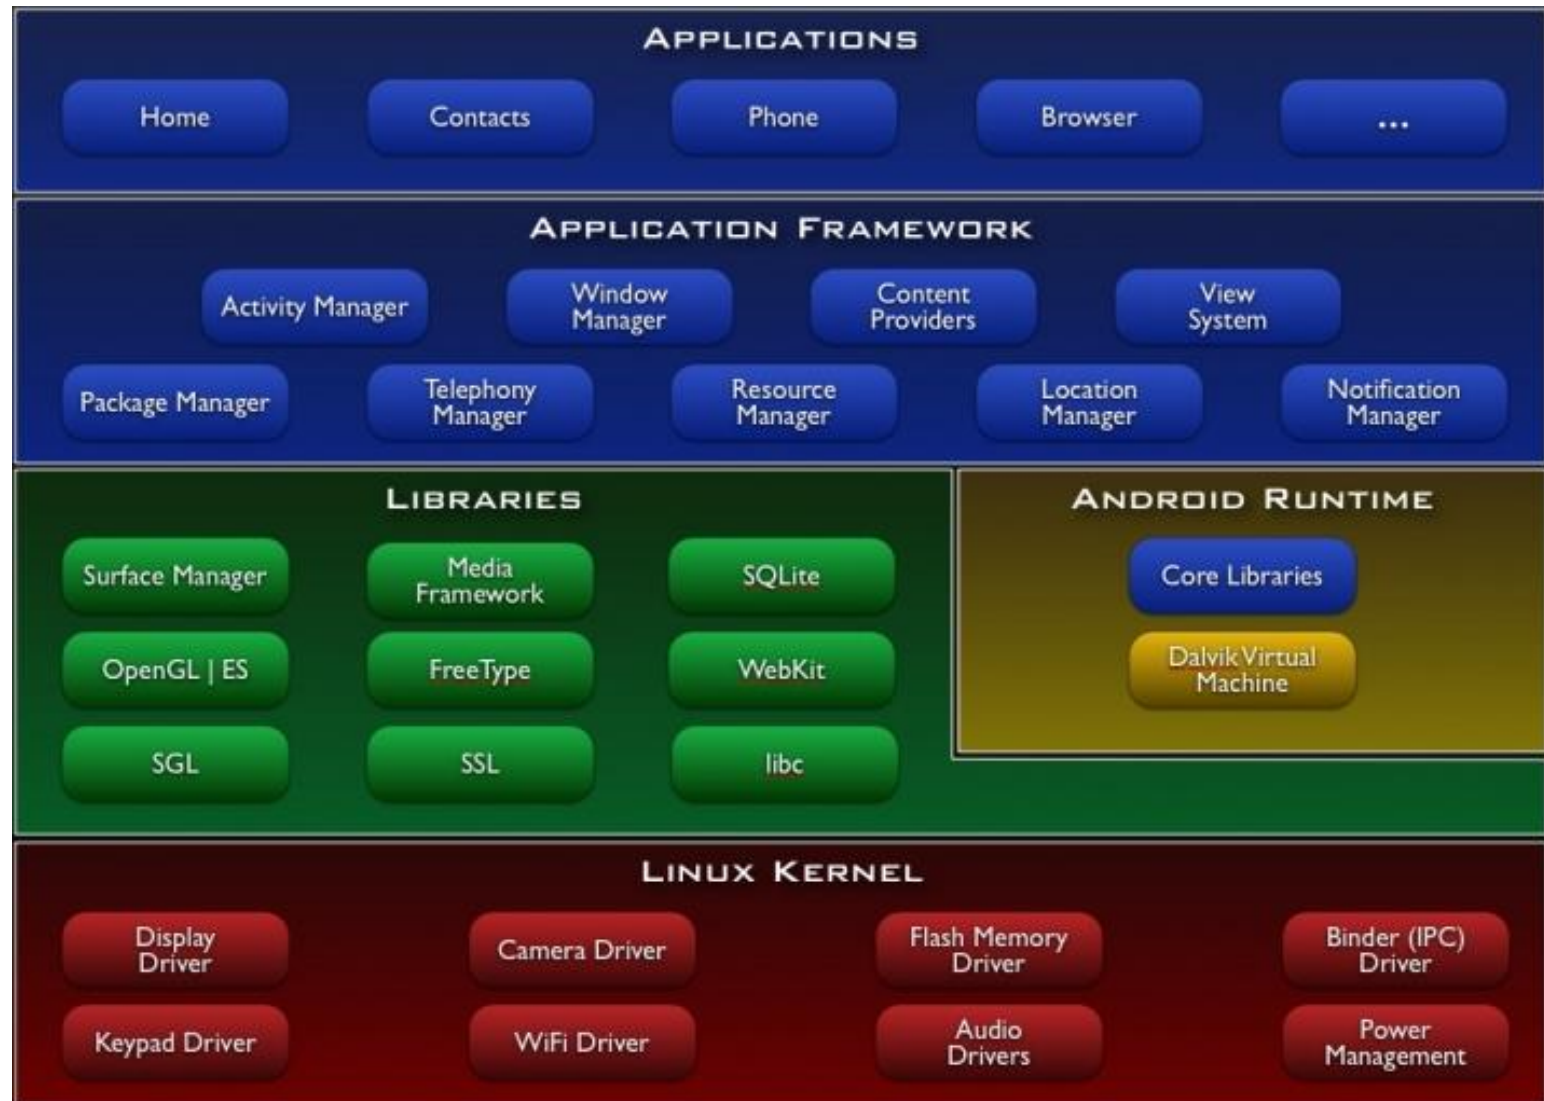 APPLICATIONS
Home
Contacts
Phone
Browser
...
APPLICATION FRAMEWORK
Activity Manager
Window
Manager
Content
Providers
View
System
Package Manager
Telephony
Manager
Resource
Manager
Location
Manager
Notification
Manager
LIBRARIES
Surface Manager
Media
Framework
SQLite
OpenGL | ES
FreeType
WebKit
SGL
SSL
libc
ANDROID RUNTIME
Core Libraries
Dalvik Virtual
Machine
LINUX KERNEL
Display
Driver
Camera Driver
Flash Memory
Driver
Binder (IPC)
Driver
Keypad Driver
WiFi Driver
Audio
Drivers
Power
Management